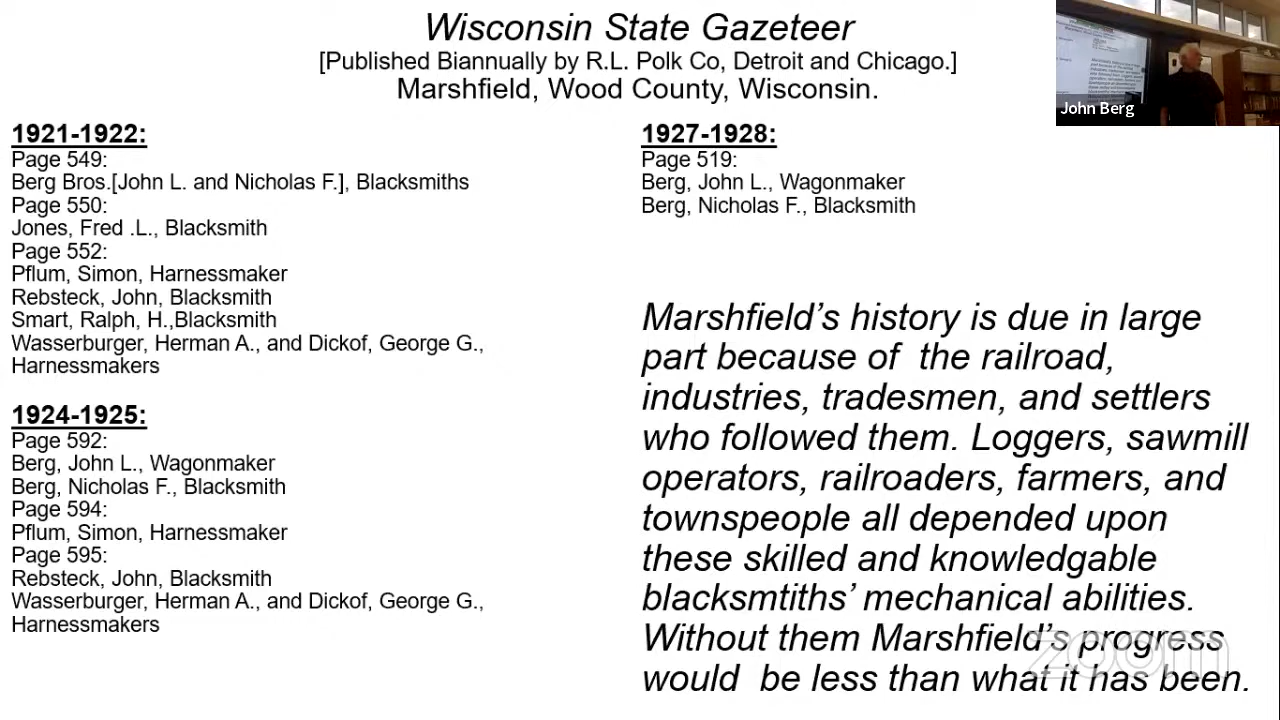 Wisconsin State Gazeteer
[Published Biannually by R.L. Polk Co, Detroit and Chicago.]
Marshfield, Wood County, Wisconsin.
1921-1922:
Page 549:
Berg Bros.[John L. and Nicholas F.], Blacksmiths
Page 550:
Jones, Fred .L., Blacksmith
Page 552:
Pflum, Simon, Harnessmaker
Rebsteck, John, Blacksmith
Smart, Ralph, H.,Blacksmith
Wasserburger, Herman A., and Dickof, George G.,
Harnessmakers
1924-1925:
Page 592:
Berg, John L., Wagonmaker
Berg, Nicholas F., Blacksmith
Page 594:
Pflum, Simon, Harnessmaker
Page 595:
Rebsteck, John, Blacksmith
Wasserburger, Herman A., and Dickof, George G.,
Harnessmakers
1927-1928:
Page 519:
Berg, John L., Wagonmaker
Berg, Nicholas F., Blacksmith
Marshfield's history is due in large
part because of the railroad,
industries, tradesmen, and settlers
who followed them. Loggers, sawmill
operators, railroaders, farmers, and
townspeople all depended upon
these skilled and knowledgable
blacksmtiths' mechanical abilities.
Without them Marshfield's progress
would be less than what it has been.
John Berg
zoom